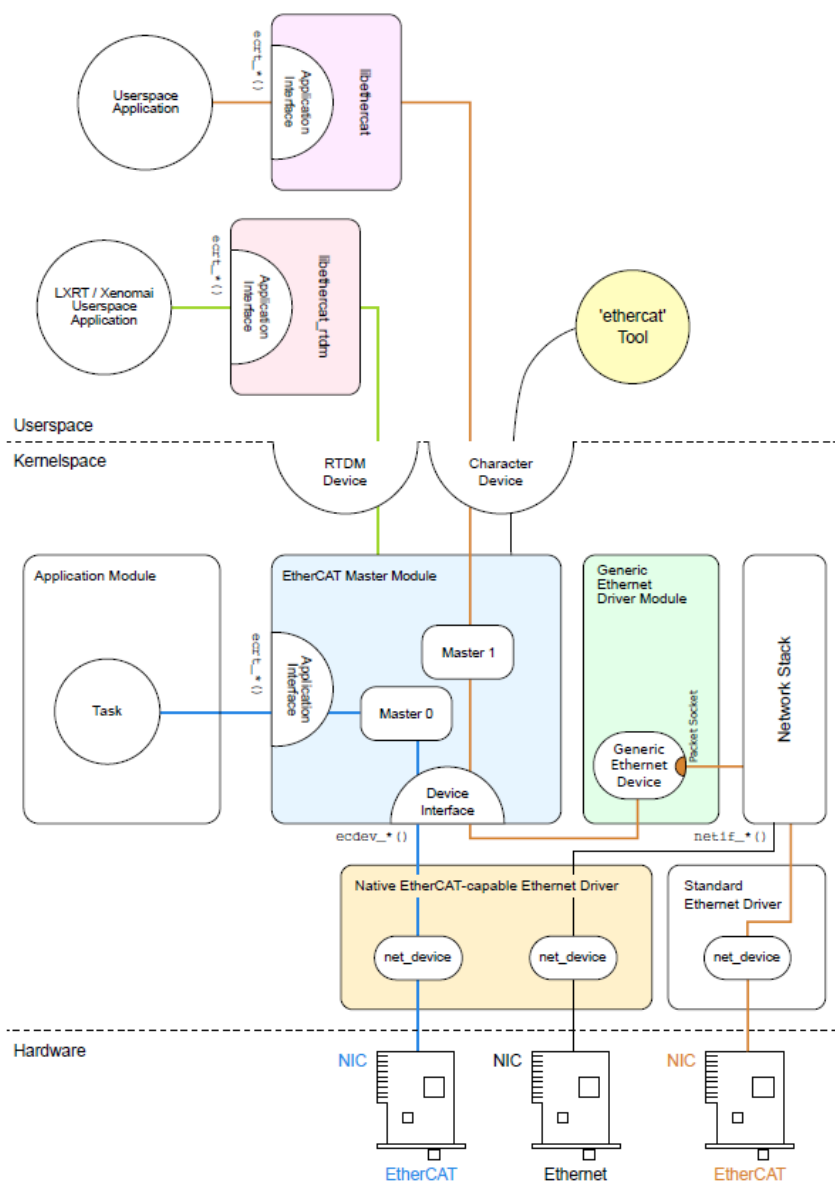 ecrt_*()
Application
Interface
libethercat
Userspace
Application
ecrt_*()
Application
Interface
libethercat_rtdm
LXRT / Xenomai
Userspace
Application
'ethercat'
Tool
Userspace
Kernelspace
RTDM
Device
Character
Device
Application Module
EtherCAT Master Module
Generic
Ethernet
Driver Module
Network Stack
ecrt_*()
Application
Interface
Master 1
Task
Master 0
Packet Socket
Generic
Ethernet
Device
Device
Interface
ecdev_*()
netif_*()
Native EtherCAT-capable Ethernet Driver
Standard
Ethernet Driver
net_device
net_device
net_device
Hardware
NIC
NIC
NIC
EtherCAT
Ethernet
EtherCAT